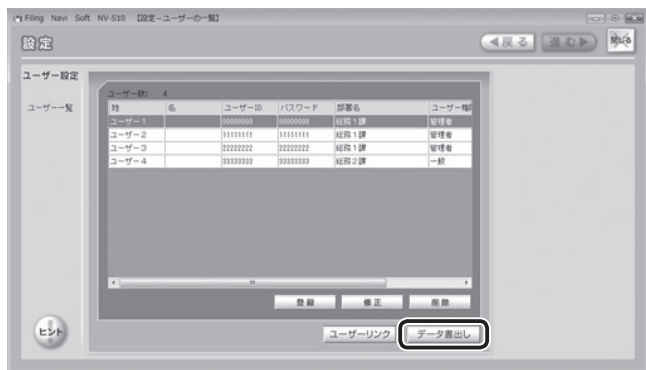 Filing Navi Soft NV-S10 【設定-ユーザーの一覧】
設定
戻る 進む 閉じる
ユーザー設定
ユーザー一覧
ユーザー数: 4
姓 名 ユーザーID パスワード 部署名 ユーザー権限
ユーザー1 00000000 00000000 総務1課 管理者
ユーザー2 11111111 11111111 総務1課 管理者
ユーザー3 22222222 22222222 総務1課 管理者
ユーザー4 33333333 33333333 総務2課 一般
登録 修正 削除
ヒント
ユーザーリンク データ書出し